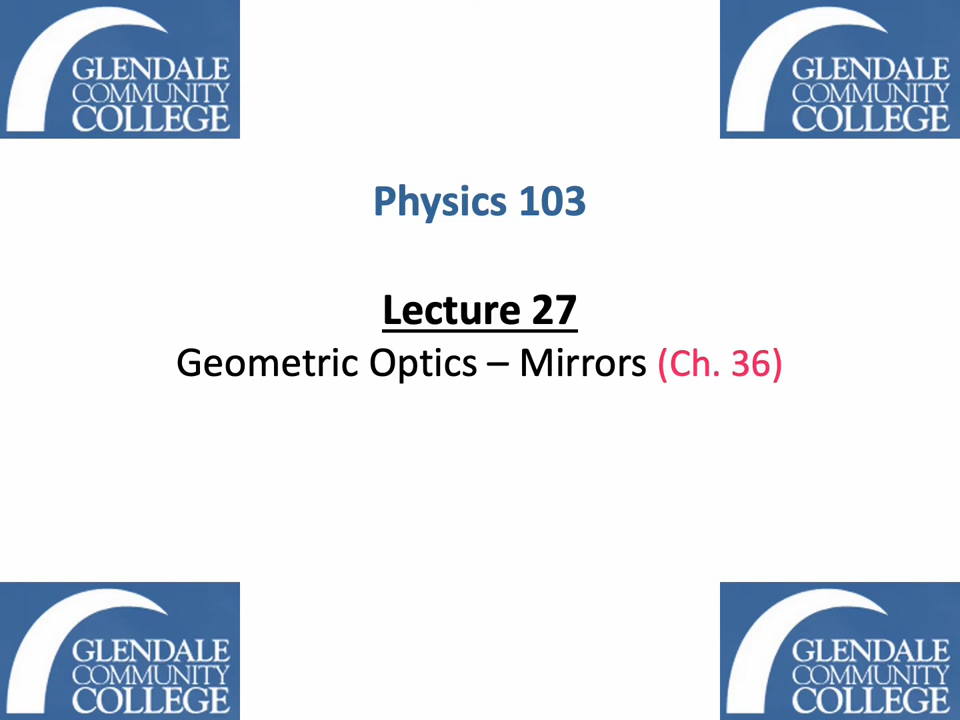 GLENDALE
COMMUNITY
COLLEGE
GLENDALE
COMMUNITY
COLLEGE
Physics 103
Lecture 27
Geometric Optics – Mirrors (Ch. 36)
GLENDALE
COMMUNITY
COLLEGE
GLENDALE
COMMUNITY
COLLEGE